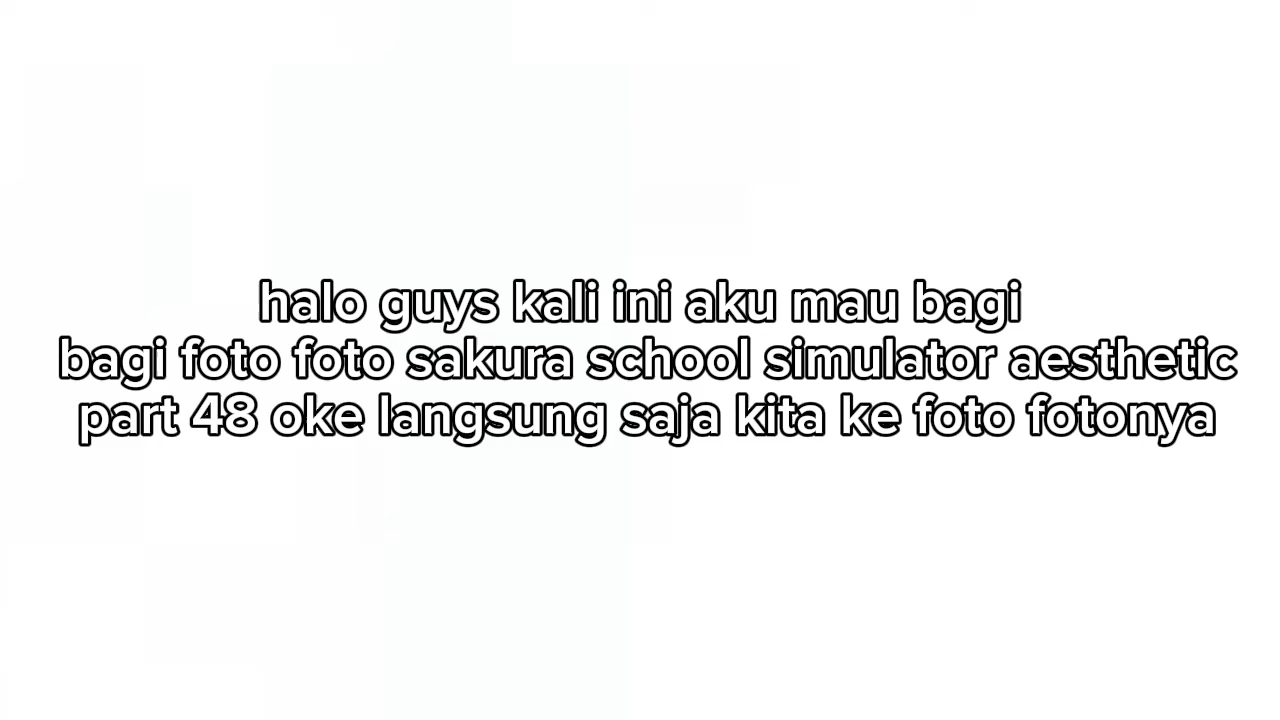 halo guys kali ini aku mau bagi
bagi foto foto sakura school simulator aesthetic
part 48 oke langsung saja kita ke foto fotonya